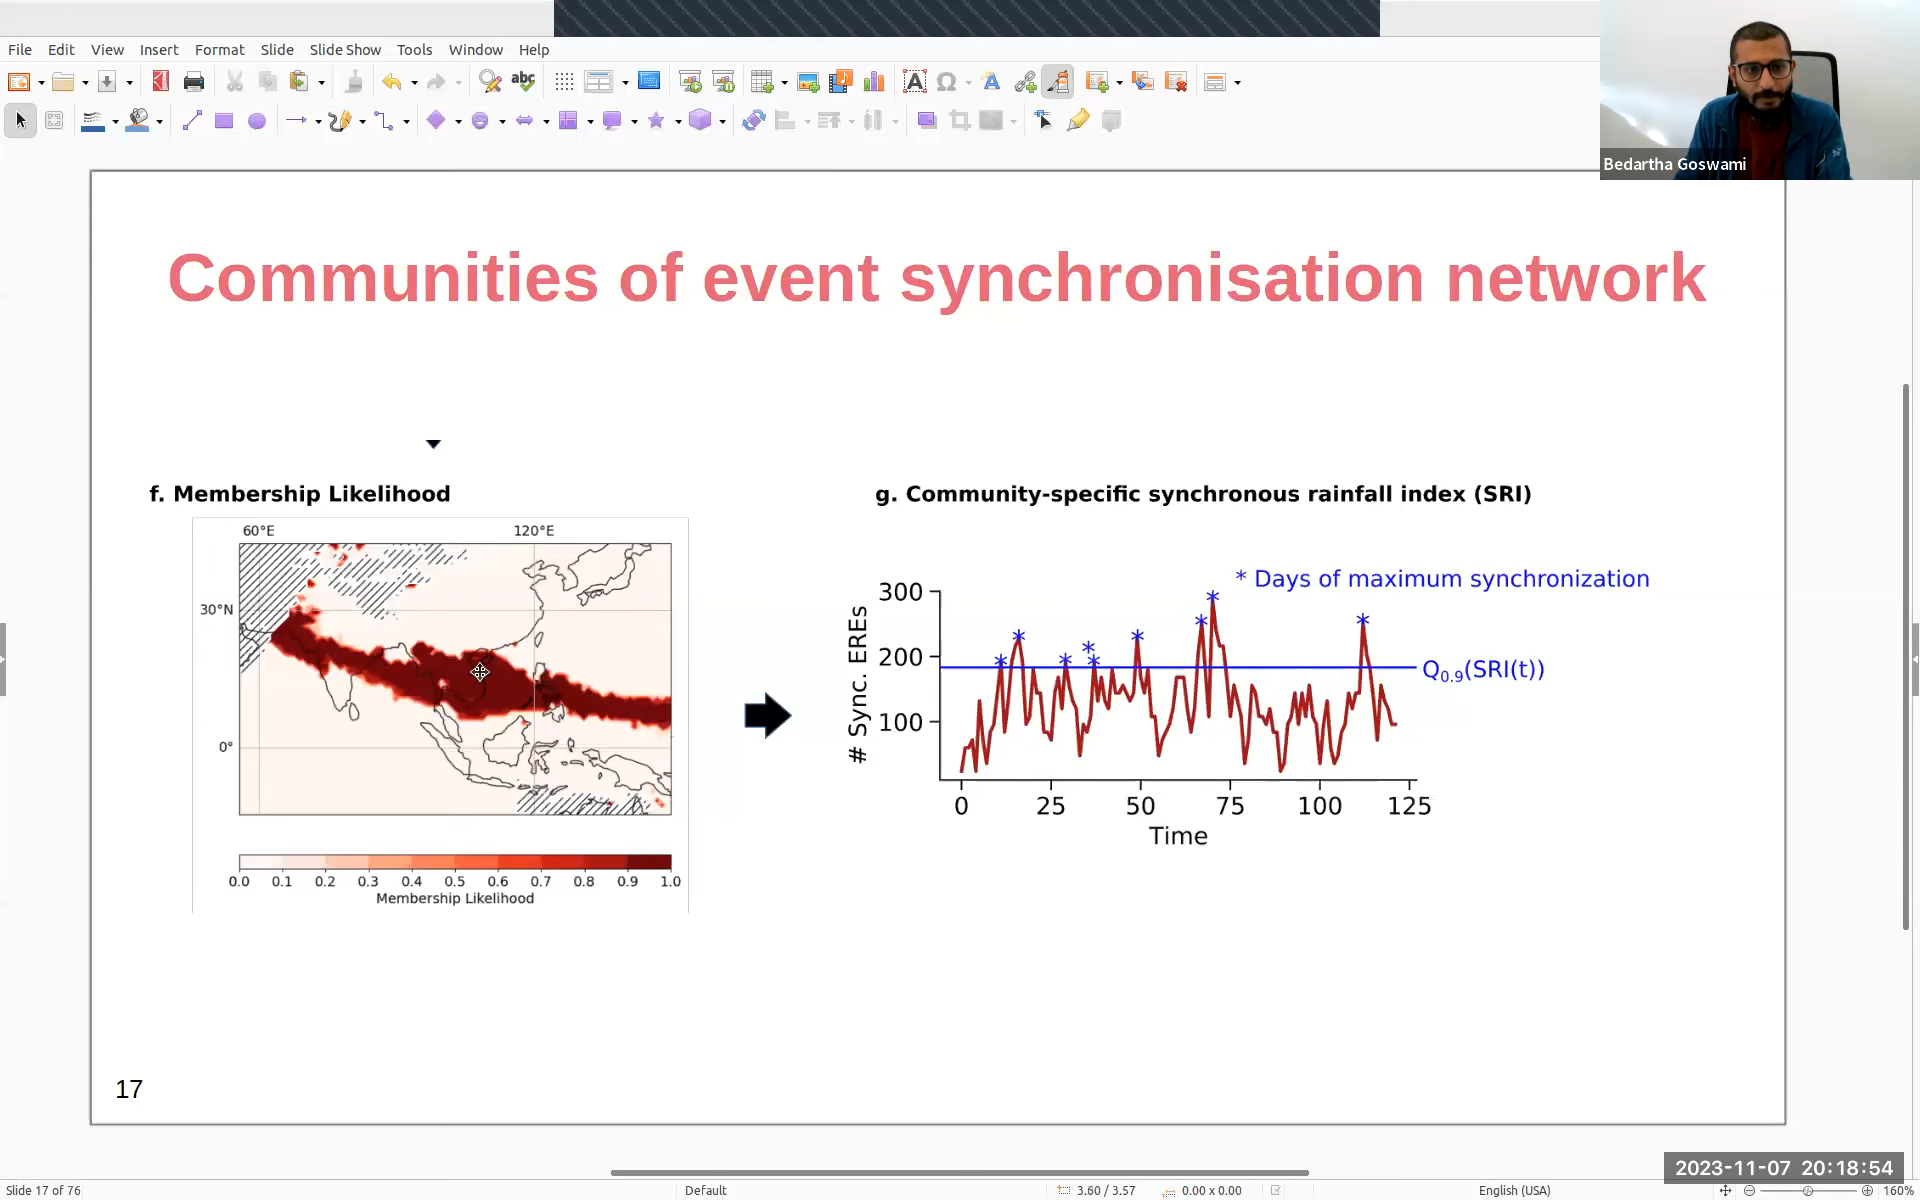 File Edit View Insert Format Slide Slide Show Tools Window Help
abc
Bedartha Goswami
Communities of event synchronisation network
f. Membership Likelihood
60°E 120°E
30°N
0°
0.0 0.1 0.2 0.3 0.4 0.5 0.6 0.7 0.8 0.9 1.0
Membership Likelihood
g. Community-specific synchronous rainfall index (SRI)
* Days of maximum synchronization
# Sync. EREs
300
200
100
Q0.9(SRI(t))
0 25 50 75 100 125
Time
17
2023-11-07 20:18:54
Slide 17 of 76 Default 3.60 / 3.57 0.00 x 0.00 English (USA) 160%